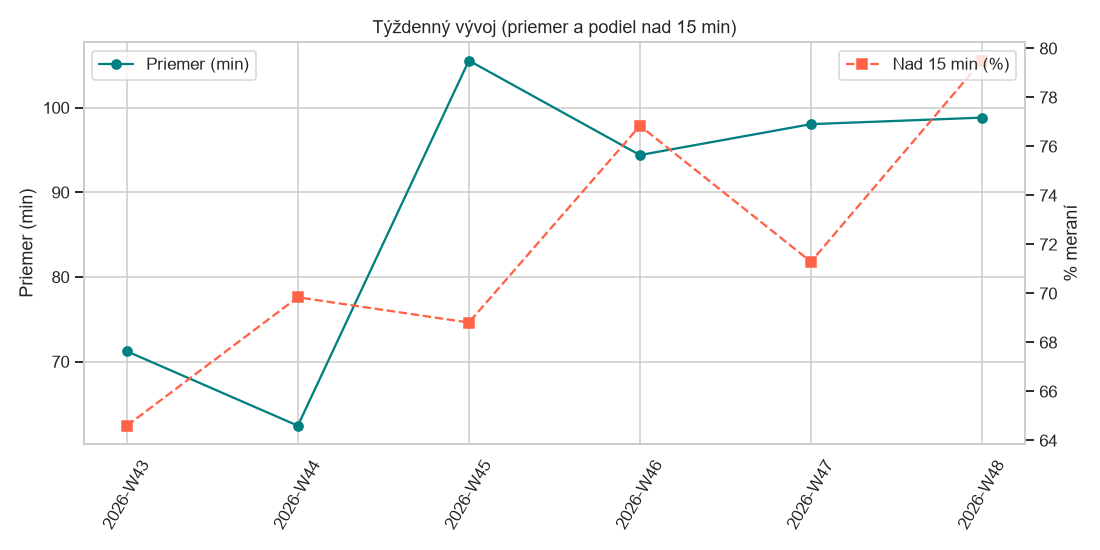 Týždenný vývoj (priemer a podiel nad 15 min)
Priemer (min)
Nad 15 min (%)
Priemer (min)
100
90
80
70
% meraní
80
78
76
74
72
70
68
66
64
2026-W43
2026-W44
2026-W45
2026-W46
2026-W47
2026-W48